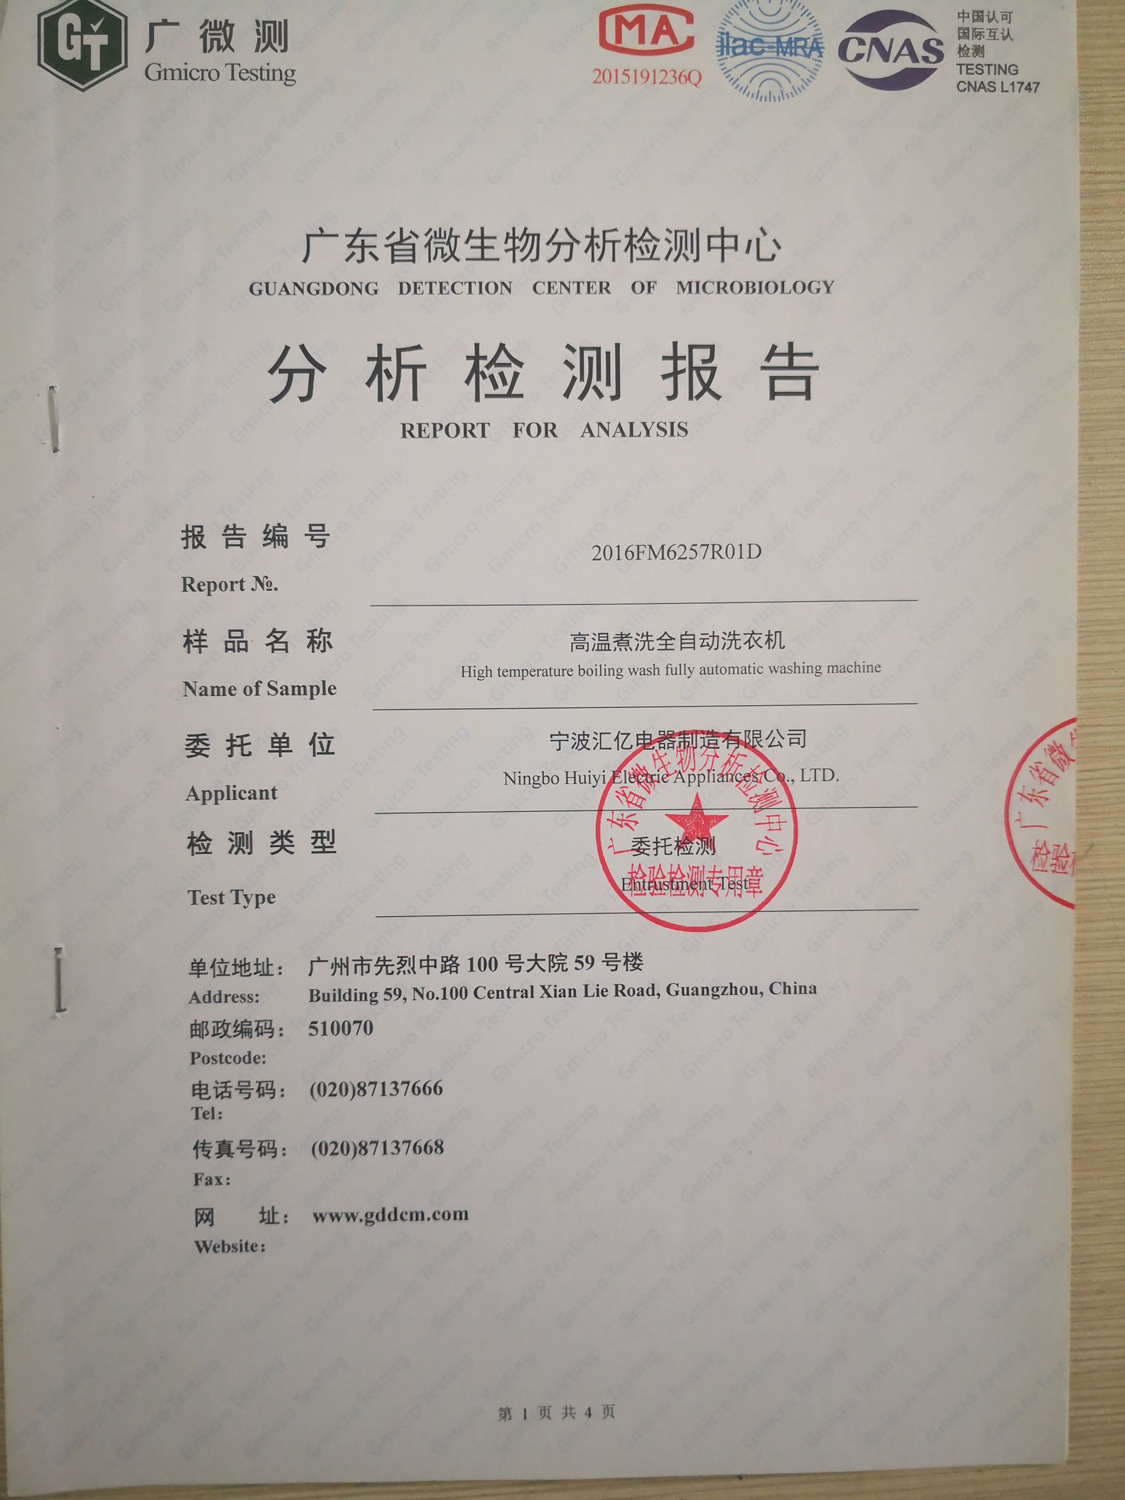 GT
广微测
Gmicro Testing
MA
2015191236Q
ilac-MRA
CNAS
中国认可
国际互认
检测
TESTING
CNAS L1747
广东省微生物分析检测中心
GUANGDONG DETECTION CENTER OF MICROBIOLOGY
分析检测报告
REPORT FOR ANALYSIS
报告编号
2016FM6257R01D
Report №.
样品名称
高温煮洗全自动洗衣机
High temperature boiling wash fully automatic washing machine
Name of Sample
委托单位
宁波汇亿电器制造有限公司
Ningbo Huiyi Electric Appliances Co., LTD.
Applicant
检测类型
委托检测
Entrustment Test
Test Type
广东省微生物分析检测中心
检验检测专用章
广东省微
检验
单位地址： 广州市先烈中路 100 号大院 59 号楼
Address: Building 59, No.100 Central Xian Lie Road, Guangzhou, China
邮政编码： 510070
Postcode:
电话号码： (020)87137666
Tel:
传真号码： (020)87137668
Fax:
网 址： www.gddcm.com
Website:
第 1 页 共 4 页